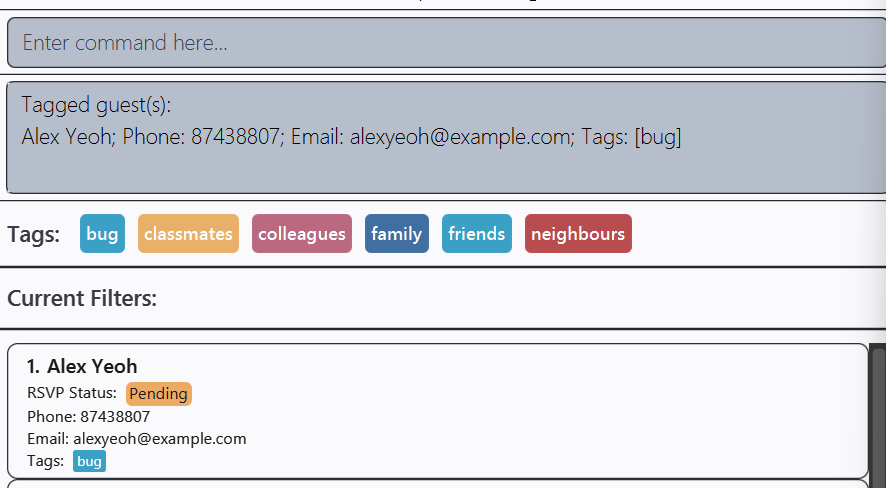 Enter command here...
Tagged guest(s):
Alex Yeoh; Phone: 87438807; Email: alexyeoh@example.com; Tags: [bug]
Tags: bug classmates colleagues family friends neighbours
Current Filters:
1. Alex Yeoh
RSVP Status: Pending
Phone: 87438807
Email: alexyeoh@example.com
Tags: bug